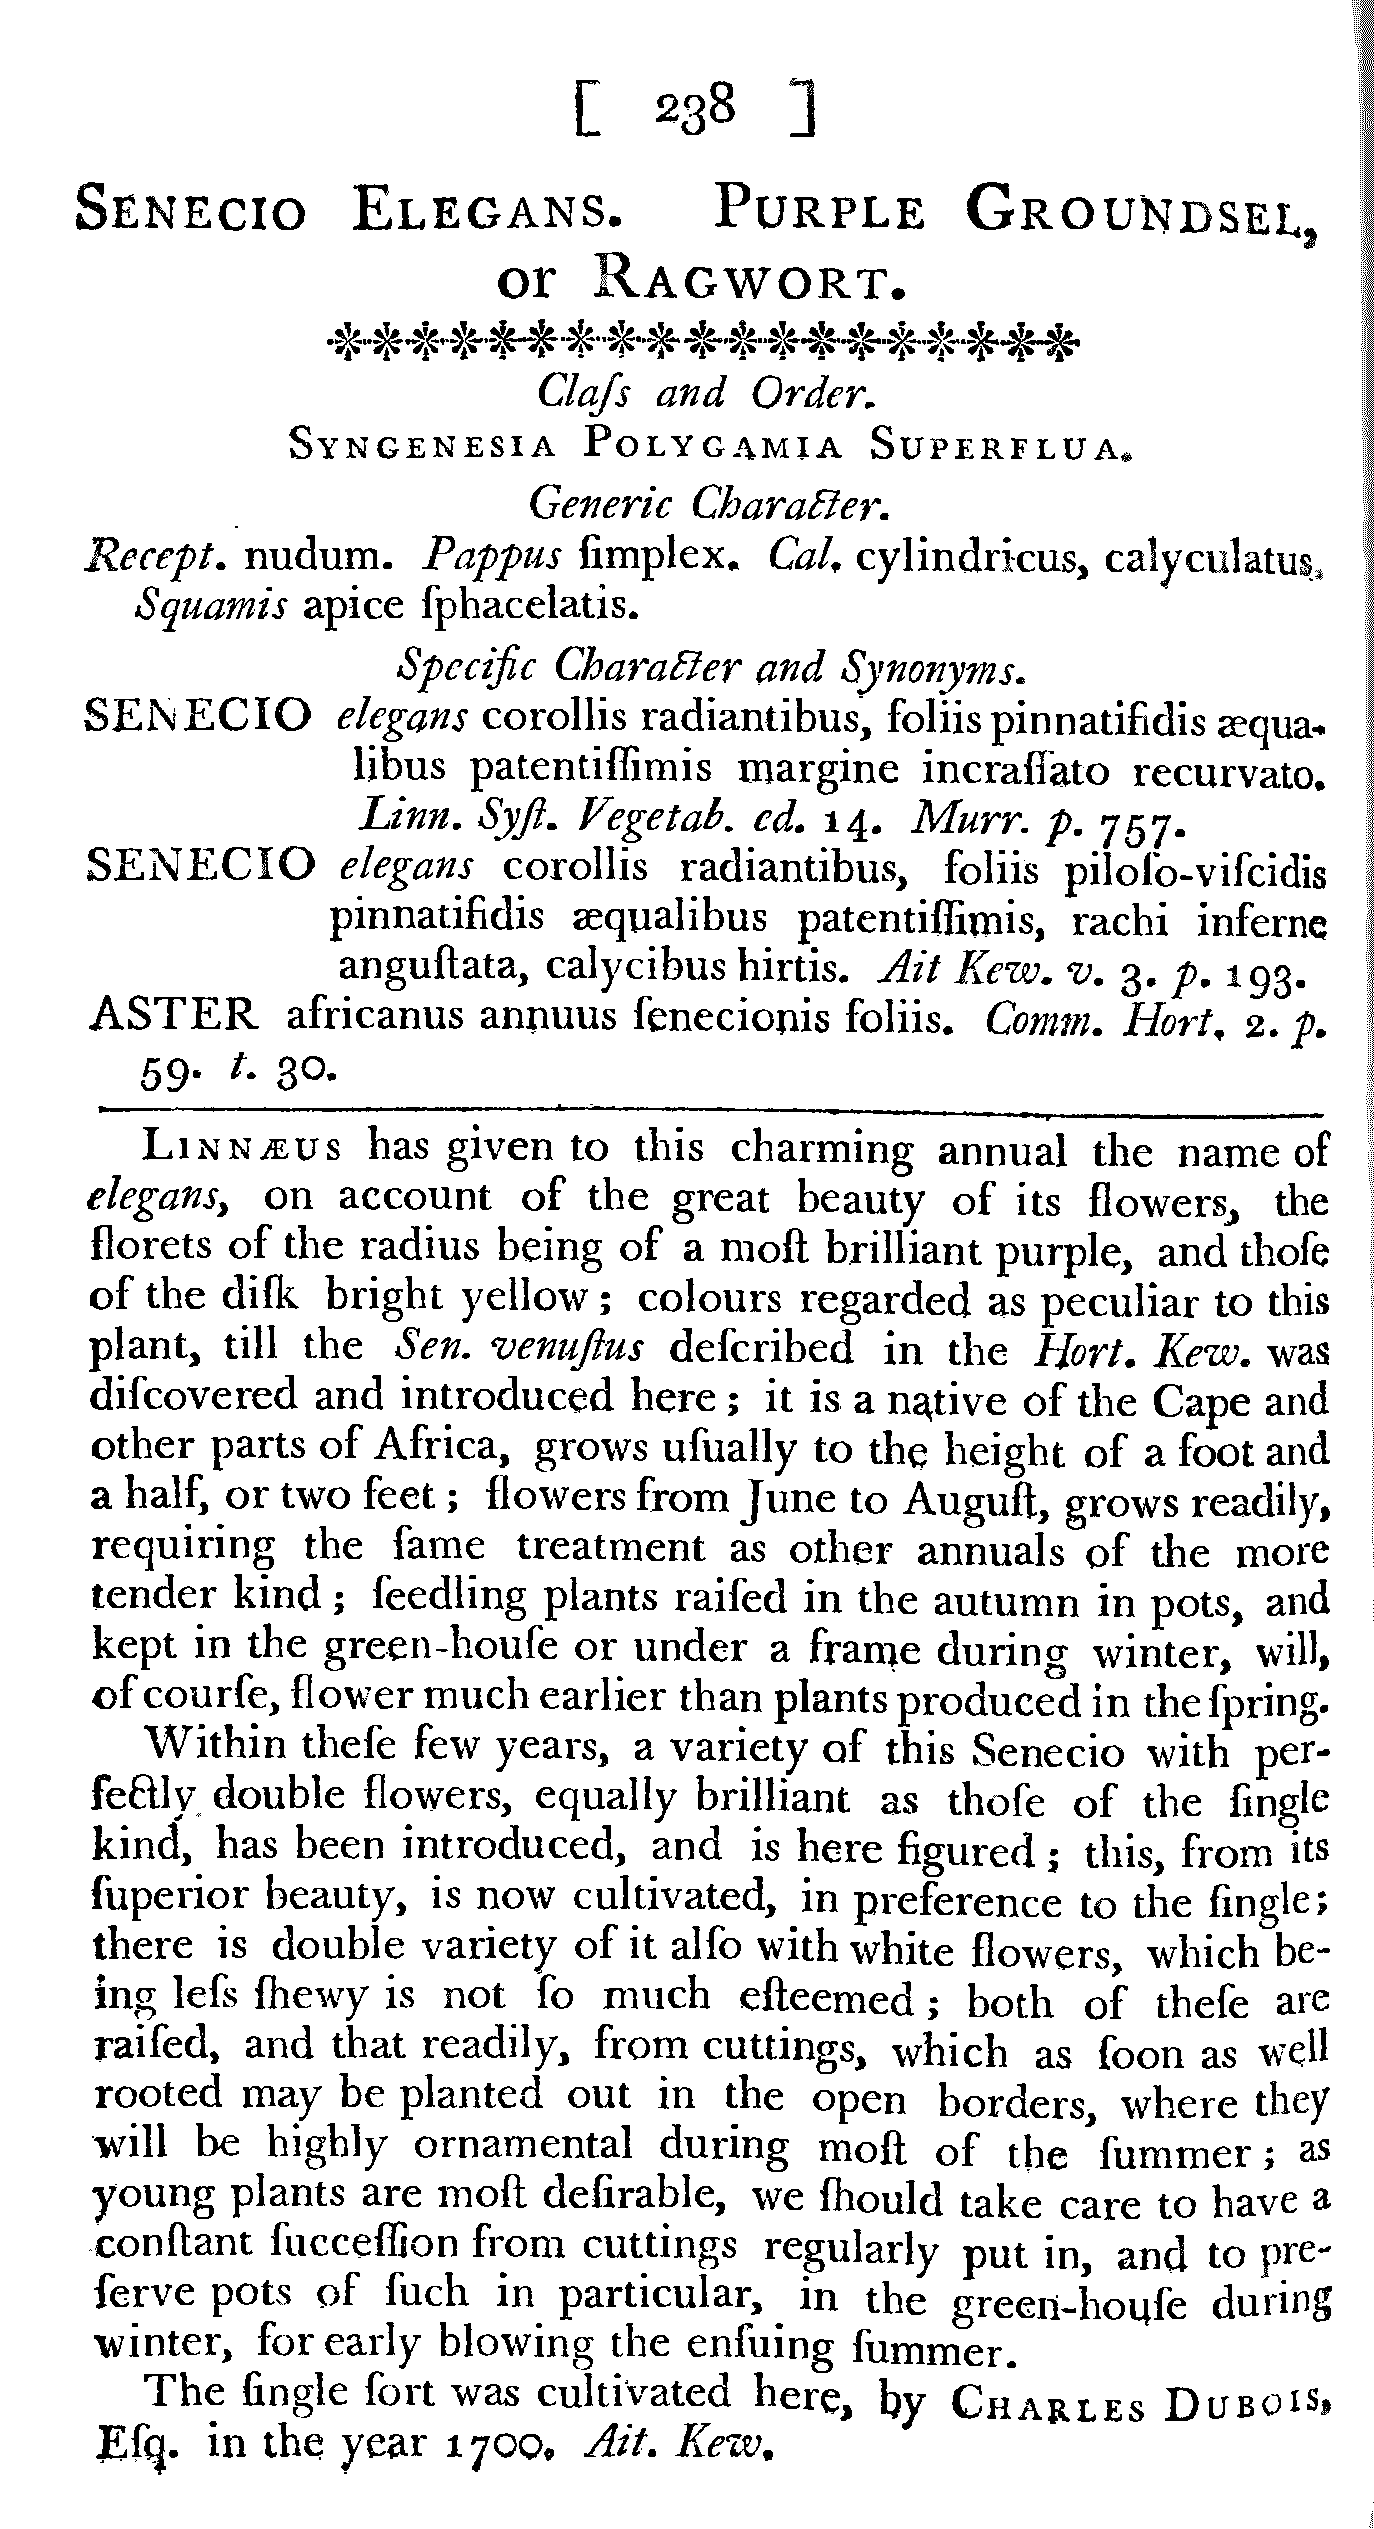 [ 238 ]
SENECIO ELEGANS. PURPLE GROUNDSEL,
or RAGWORT.
Claſs and Order.
SYNGENESIA POLYGAMIA SUPERFLUA.
Generic Character.
Recept. nudum. Pappus ſimplex. Cal. cylindricus, calyculatus.
Squamis apice ſphacelatis.
Specific Character and Synonyms.
SENECIO elegans corollis radiantibus, foliis pinnatifidis æqua-
libus patentiſſimis margine incraſſato recurvato.
Linn. Syſt. Vegetab. ed. 14. Murr. p. 757.
SENECIO elegans corollis radiantibus, foliis piloſo-viſcidis
pinnatifidis æqualibus patentiſſimis, rachi inferne
anguſtata, calycibus hirtis. Ait Kew. v. 3. p. 193.
ASTER africanus annuus ſenecionis foliis. Comm. Hort. 2. p.
59. t. 30.
LINNÆUS has given to this charming annual the name of
elegans, on account of the great beauty of its flowers, the
florets of the radius being of a moſt brilliant purple, and thoſe
of the diſk bright yellow; colours regarded as peculiar to this
plant, till the Sen. venuſtus deſcribed in the Hort. Kew. was
diſcovered and introduced here; it is a native of the Cape and
other parts of Africa, grows uſually to the height of a foot and
a half, or two feet; flowers from June to Auguſt, grows readily,
requiring the ſame treatment as other annuals of the more
tender kind; ſeedling plants raiſed in the autumn in pots, and
kept in the green-houſe or under a frame during winter, will,
of courſe, flower much earlier than plants produced in the ſpring.
Within theſe few years, a variety of this Senecio with per-
fectly double flowers, equally brilliant as thoſe of the ſingle
kind, has been introduced, and is here figured; this, from its
ſuperior beauty, is now cultivated, in preference to the ſingle;
there is double variety of it alſo with white flowers, which be-
ing leſs ſhewy is not ſo much eſteemed; both of theſe are
raiſed, and that readily, from cuttings, which as ſoon as well
rooted may be planted out in the open borders, where they
will be highly ornamental during moſt of the ſummer; as
young plants are moſt deſirable, we ſhould take care to have a
conſtant ſucceſſion from cuttings regularly put in, and to pre-
ſerve pots of ſuch in particular, in the green-houſe during
winter, for early blowing the enſuing ſummer.
The ſingle ſort was cultivated here, by CHARLES DUBOIS,
Eſq. in the year 1700. Ait. Kew.